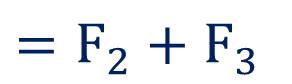 = F₂ + F₃